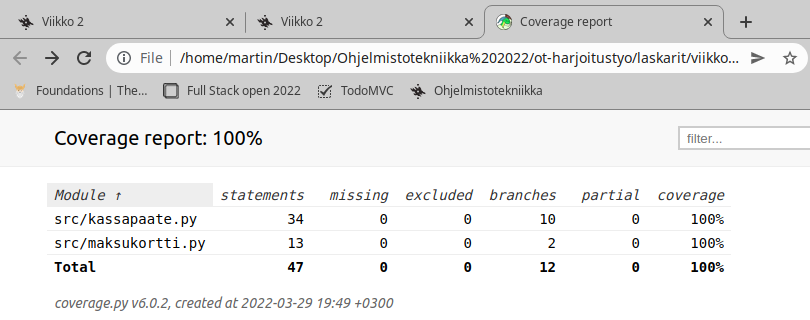 Viikko 2 Viikko 2 Coverage report
File /home/martin/Desktop/Ohjelmistotekniikka%202022/ot-harjoitustyo/laskarit/viikko...
Foundations | The... Full Stack open 2022 TodoMVC Ohjelmistotekniikka
Coverage report: 100% filter...
Module ↑ statements missing excluded branches partial coverage
src/kassapaate.py 34 0 0 10 0 100%
src/maksukortti.py 13 0 0 2 0 100%
Total 47 0 0 12 0 100%
coverage.py v6.0.2, created at 2022-03-29 19:49 +0300